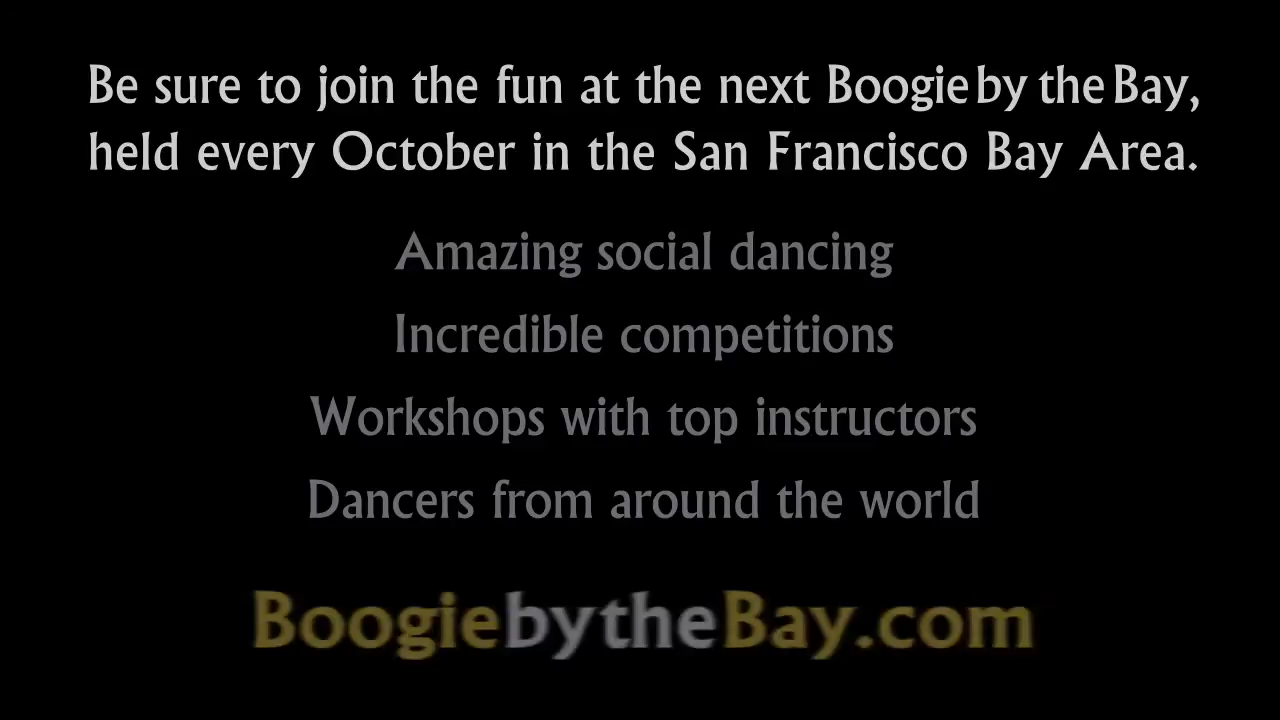 Be sure to join the fun at the next Boogie by the Bay,
held every October in the San Francisco Bay Area.
Amazing social dancing
Incredible competitions
Workshops with top instructors
Dancers from around the world
BoogiebytheBay.com